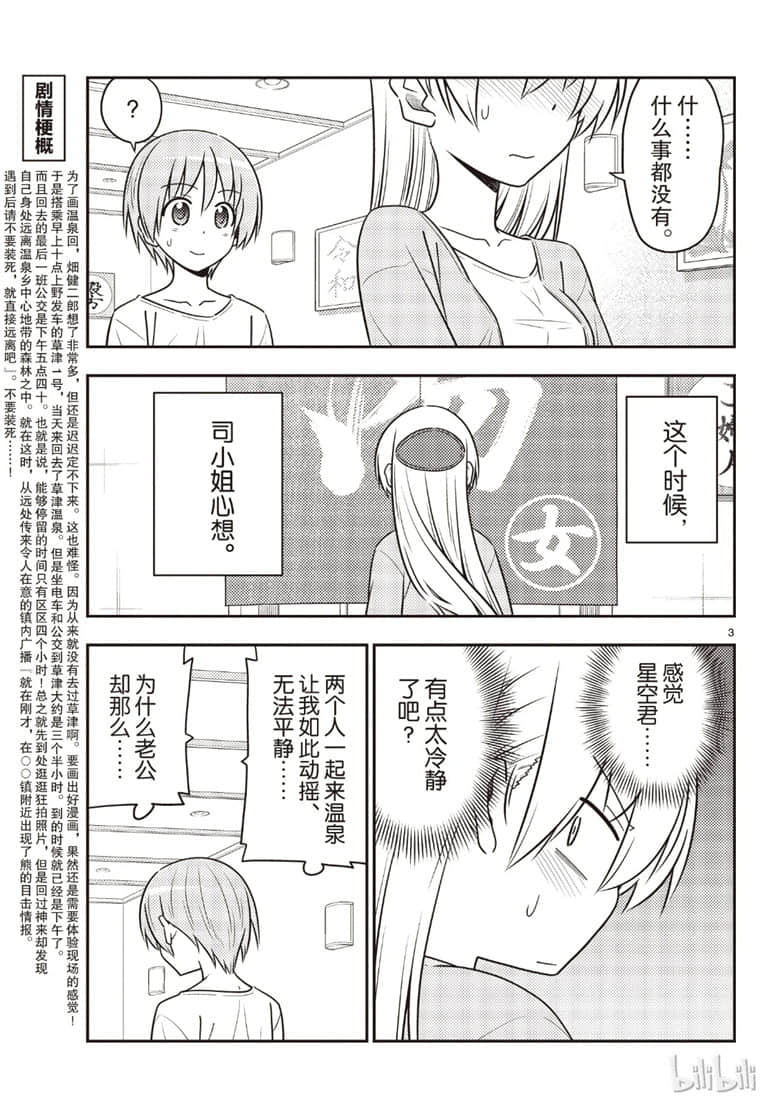 什……
什么事都没有。
?
令和
这个时候，
司小姐心想。
ご婦人
女
3
感觉
星空君……
有点太冷静
了吧?
两个人一起来温泉
让我如此动摇、
无法平静、
为什么老公
却那么……
剧情梗概
为了画温泉回，畑健二郎想了非常多，但还是迟迟定不下来。这也难怪。因为从来就没有去过草津啊。要画出好漫画，果然还是需要体验现场的感觉！
于是搭乘早上十点上野发车的草津1号，当天来回去了草津温泉。但是坐电车和公交到草津大约是三个半小时。到的时候就己经是下午了。
而且回去的最后一班公交是下午五点四十。也就是说，能够停留的时间只有区区四个小时！总之就先到处逛逛狂拍照片，但是回过神来却发现
自己身处远离温泉乡中心地带的森林之中。就在这时，从远处传来令人在意的镇内广播『就在刚才，在○○镇附近出现了熊的目击情报。
遇到后请不要装死，就直接远离吧』。不要装死……！
bilibili